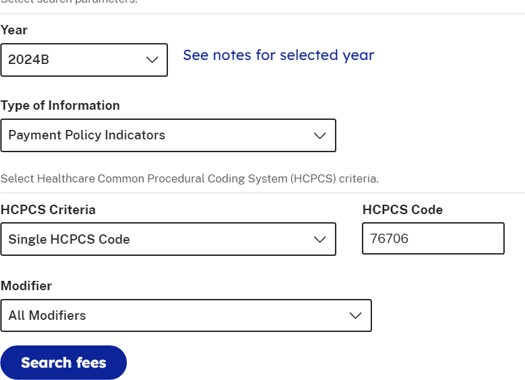 Select search parameters.
Year
2024B
See notes for selected year
Type of Information
Payment Policy Indicators
Select Healthcare Common Procedural Coding System (HCPCS) criteria.
HCPCS Criteria
HCPCS Code
Single HCPCS Code
76706
Modifier
All Modifiers
Search fees